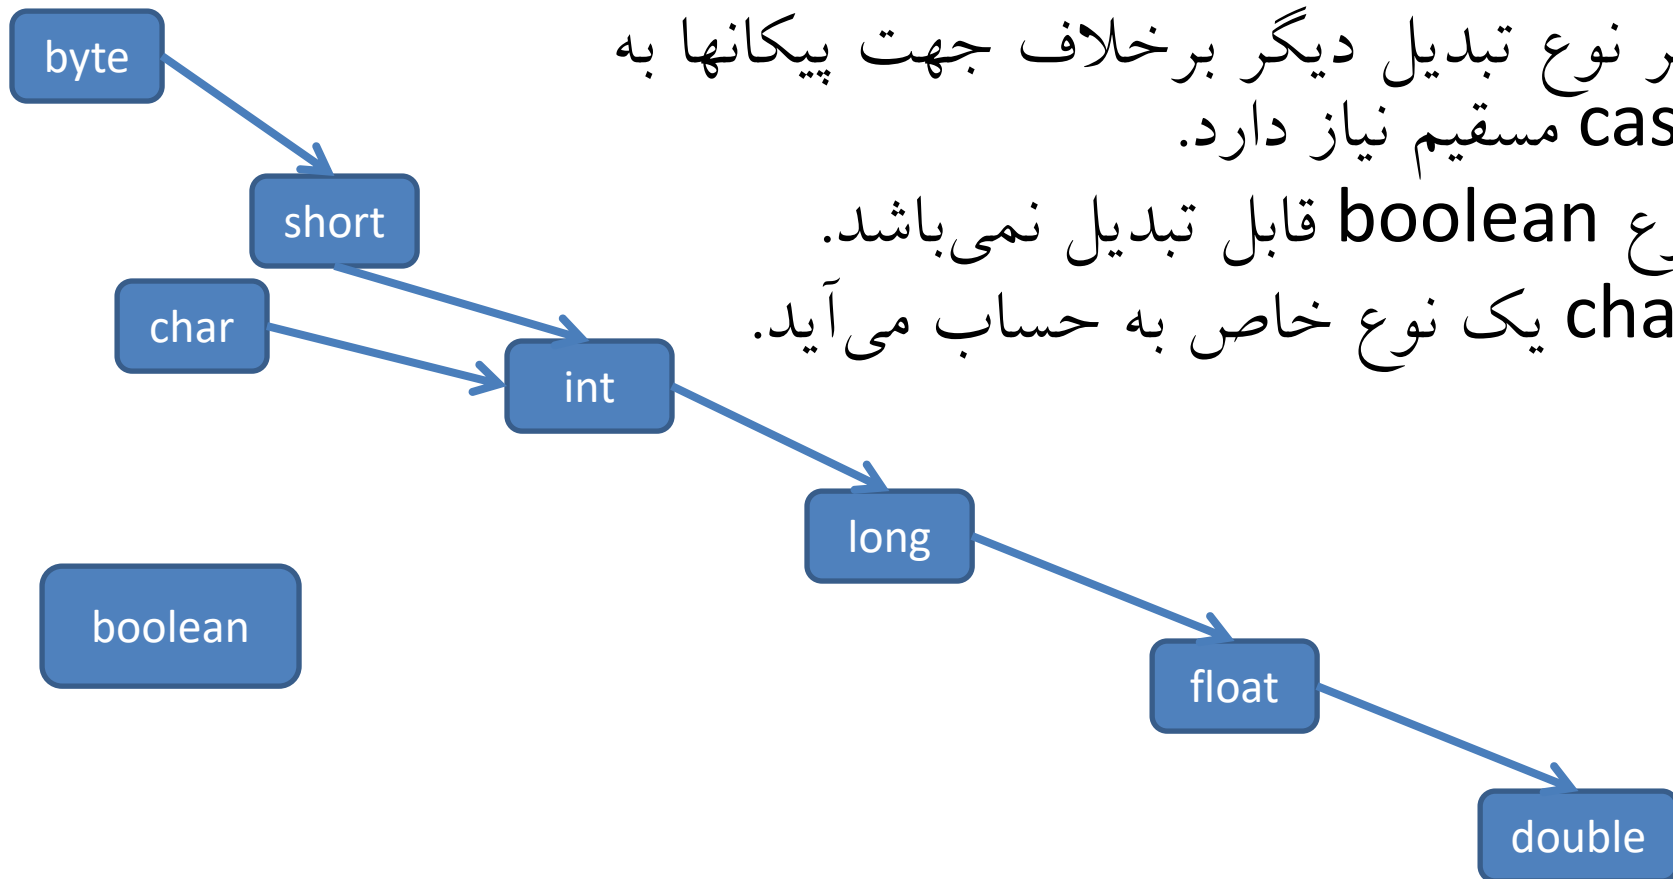 نوع تبدیل دیگر برخلاف جهت پیکانها به
مسقیم نیاز دارد.
boolean قابل تبدیل نمی‌باشد.
یک نوع خاص به حساب می‌آید.
byte
short
char
int
long
boolean
float
double